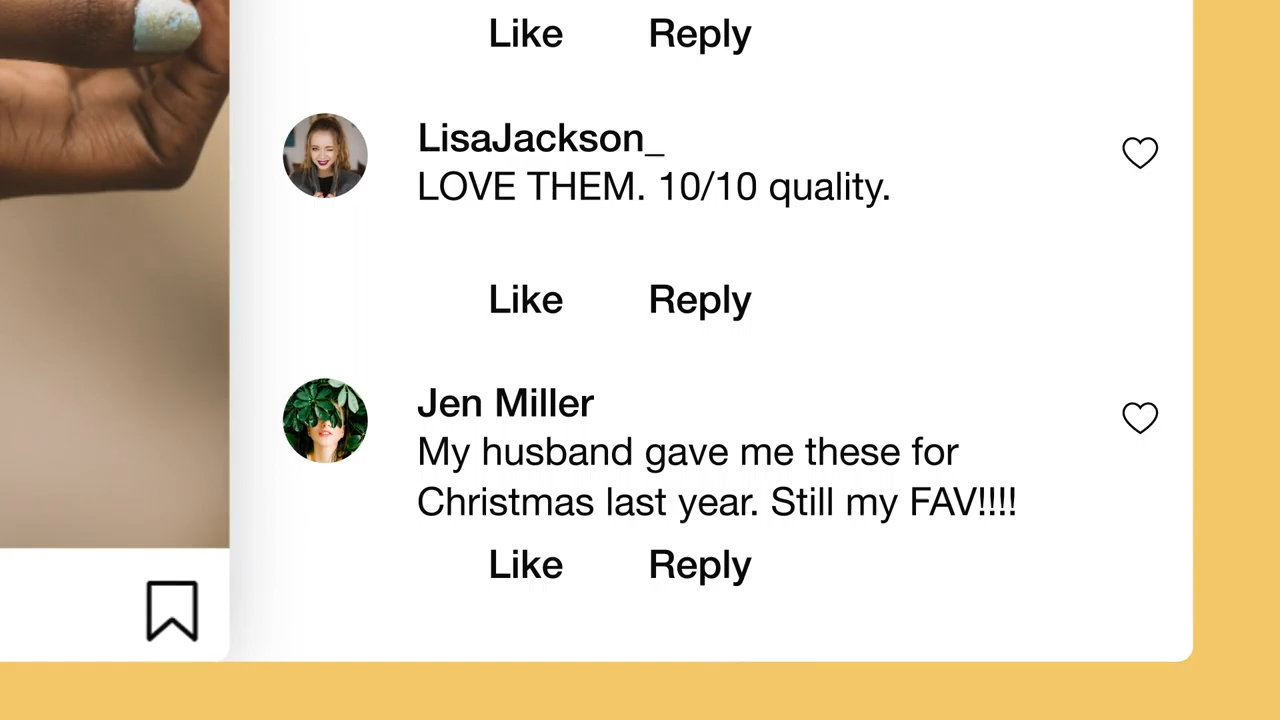 Like Reply
LisaJackson_
LOVE THEM. 10/10 quality.
Like Reply
Jen Miller
My husband gave me these for
Christmas last year. Still my FAV!!!!
Like Reply